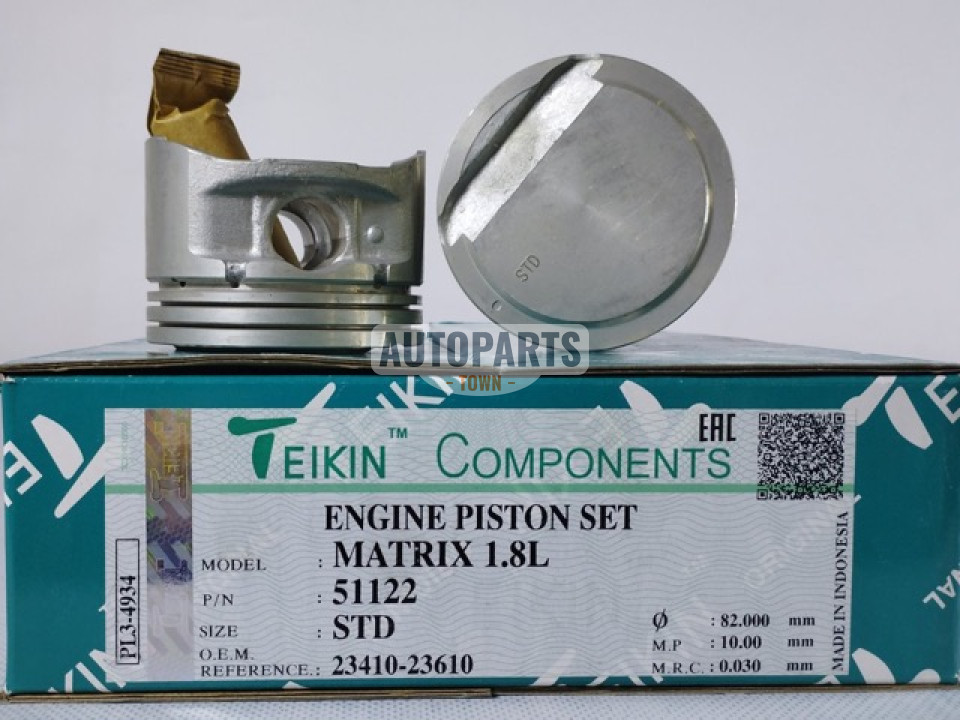 STD
AUTOPARTS
- TOWN -
TEIKIN™ COMPONENTS
EAC
ENGINE PISTON SET
MODEL : MATRIX 1.8L
P/N : 51122
SIZE : STD
O.E.M.
REFERENCE. : 23410-23610
Ø : 82.000 mm
M.P : 10.00 mm
M.R.C. : 0.030 mm
PL3-4934
MADE IN INDONESIA
ORIGINAL